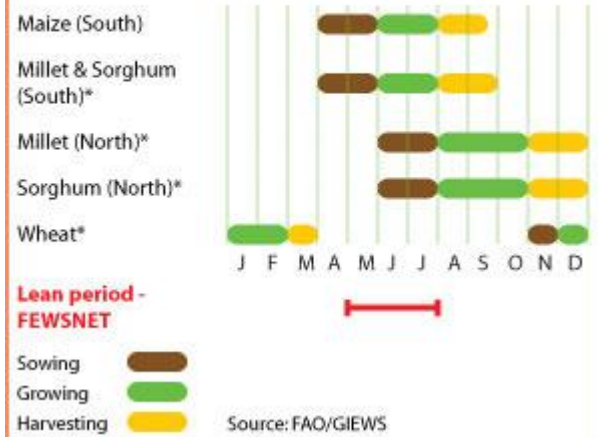 Maize (South)
Millet & Sorghum
(South)*
Millet (North)*
Sorghum (North)*
Wheat*
J F M A M J J A S O N D
Lean period -
FEWSNET
Sowing
Growing
Harvesting
Source: FAO/GIEWS